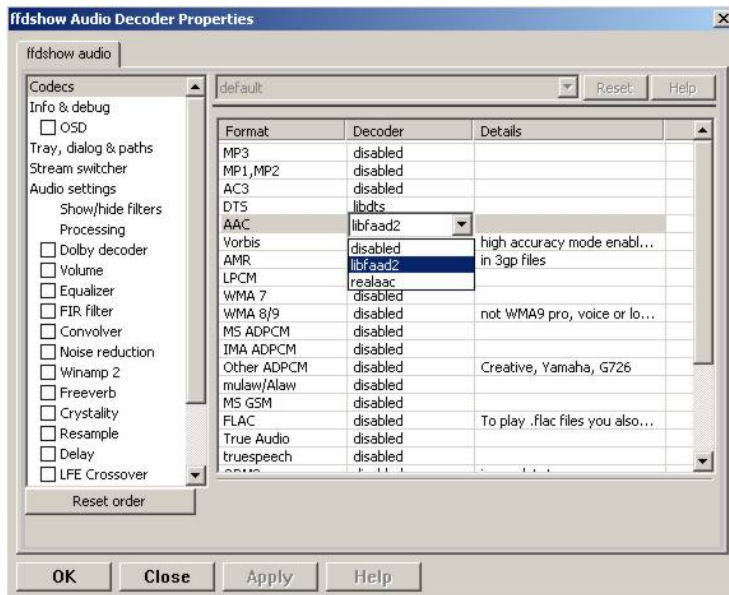 ffdshow Audio Decoder Properties
ffdshow audio
Codecs
Info & debug
OSD
Tray, dialog & paths
Stream switcher
Audio settings
Show/hide filters
Processing
Dolby decoder
Volume
Equalizer
FIR filter
Convolver
Noise reduction
Winamp 2
Freeverb
Crystality
Resample
Delay
LFE Crossover
Reset order
default Reset Help
Format Decoder Details
MP3 disabled
MP1,MP2 disabled
AC3 disabled
DTS libdts
AAC libfaad2
Vorbis high accuracy mode enabl...
AMR in 3gp files
LPCM
disabled
libfaad2
realaac
WMA 7 disabled
WMA 8/9 disabled not WMA9 pro, voice or lo...
MS ADPCM disabled
IMA ADPCM disabled
Other ADPCM disabled Creative, Yamaha, G726
mulaw/Alaw disabled
MS GSM disabled
FLAC disabled To play .flac files you also...
True Audio disabled
truespeech disabled
OK Close Apply Help